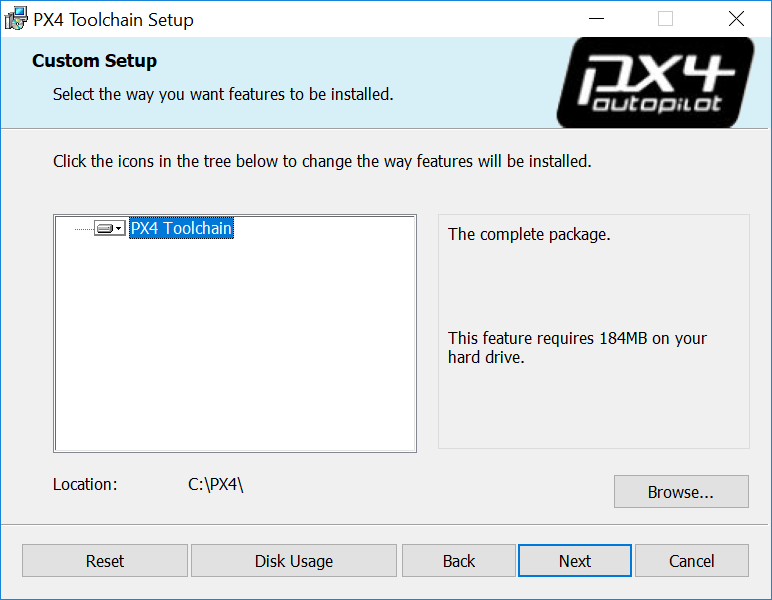 PX4 Toolchain Setup
Custom Setup
Select the way you want features to be installed.
px4
autopilot
Click the icons in the tree below to change the way features will be installed.
PX4 Toolchain
The complete package.
This feature requires 184MB on your
hard drive.
Location: C:\PX4\
Browse...
Reset Disk Usage Back Next Cancel